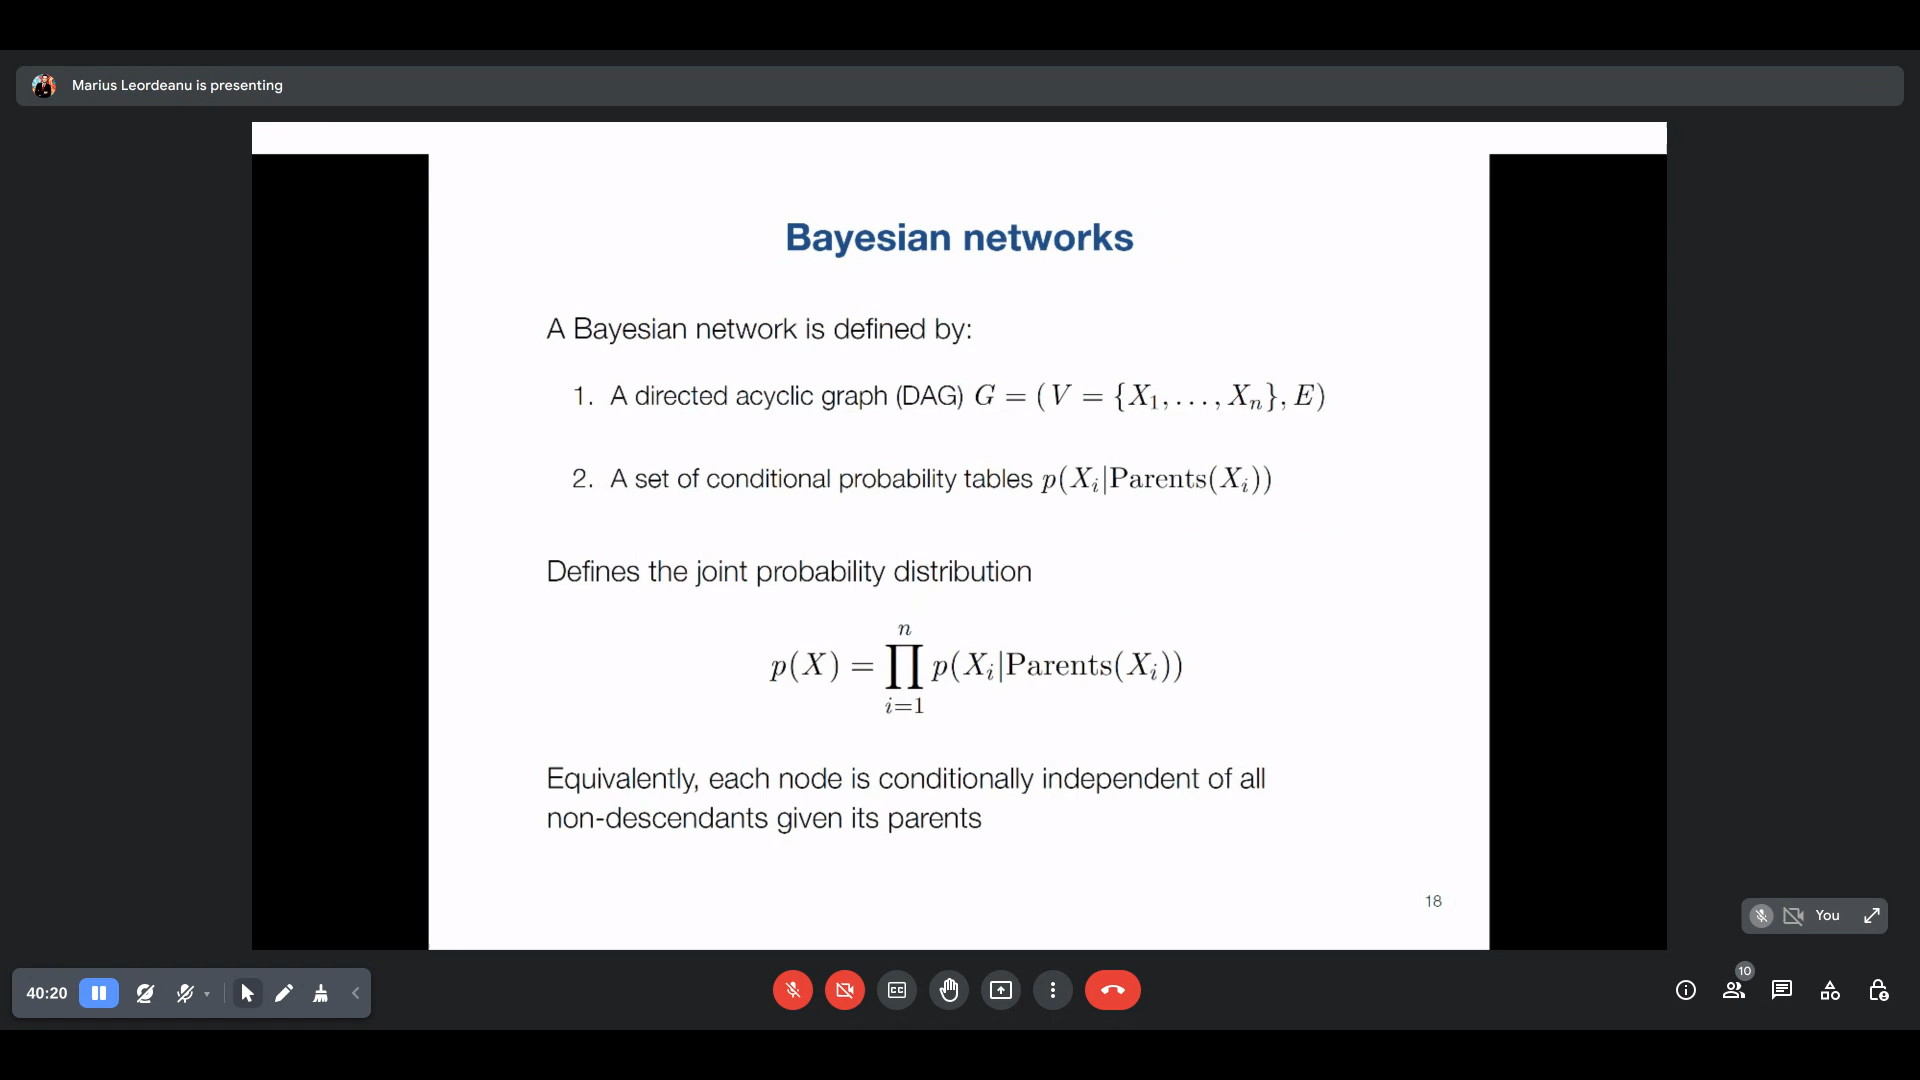 Marius Leordeanu is presenting
Bayesian networks
A Bayesian network is defined by:
1. A directed acyclic graph (DAG) G = (V = {X₁, . . . , Xₙ}, E)
2. A set of conditional probability tables p(Xᵢ|Parents(Xᵢ))
Defines the joint probability distribution
p(X) = ∏ᵢ₌₁ⁿ p(Xᵢ|Parents(Xᵢ))
Equivalently, each node is conditionally independent of all
non-descendants given its parents
18
You
40:20
CC
10